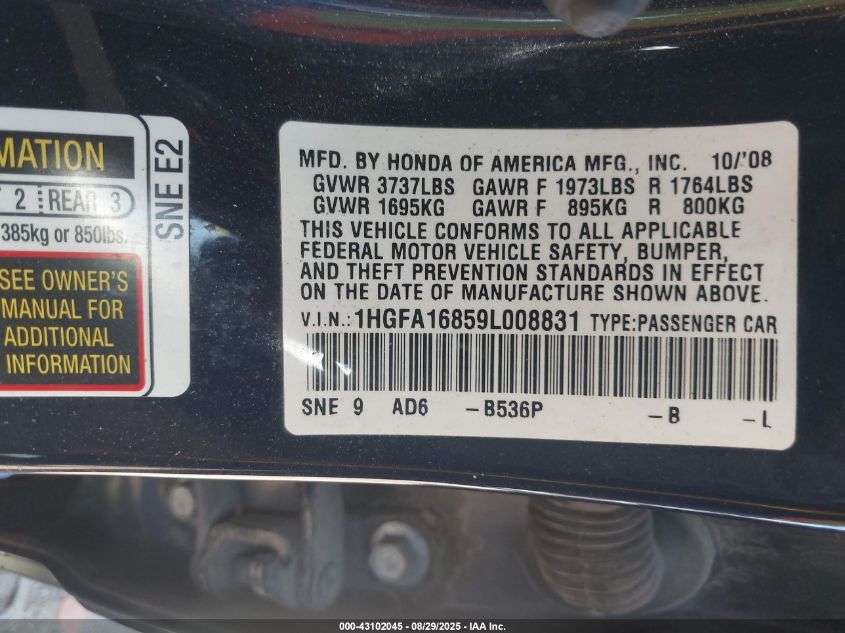 MATION
2 REAR 3
385kg or 850lbs.
SEE OWNER'S
MANUAL FOR
ADDITIONAL
INFORMATION
SNE E2
MFD. BY HONDA OF AMERICA MFG., INC. 10/'08
GVWR 3737LBS GAWR F 1973LBS R 1764LBS
GVWR 1695KG GAWR F 895KG R 800KG
THIS VEHICLE CONFORMS TO ALL APPLICABLE
FEDERAL MOTOR VEHICLE SAFETY, BUMPER,
AND THEFT PREVENTION STANDARDS IN EFFECT
ON THE DATE OF MANUFACTURE SHOWN ABOVE.
V.I.N.: 1HGFA16859L008831 TYPE:PASSENGER CAR
SNE 9 AD6 -B536P -B -L
000-43102045 - 08/29/2025 - IAA Inc.